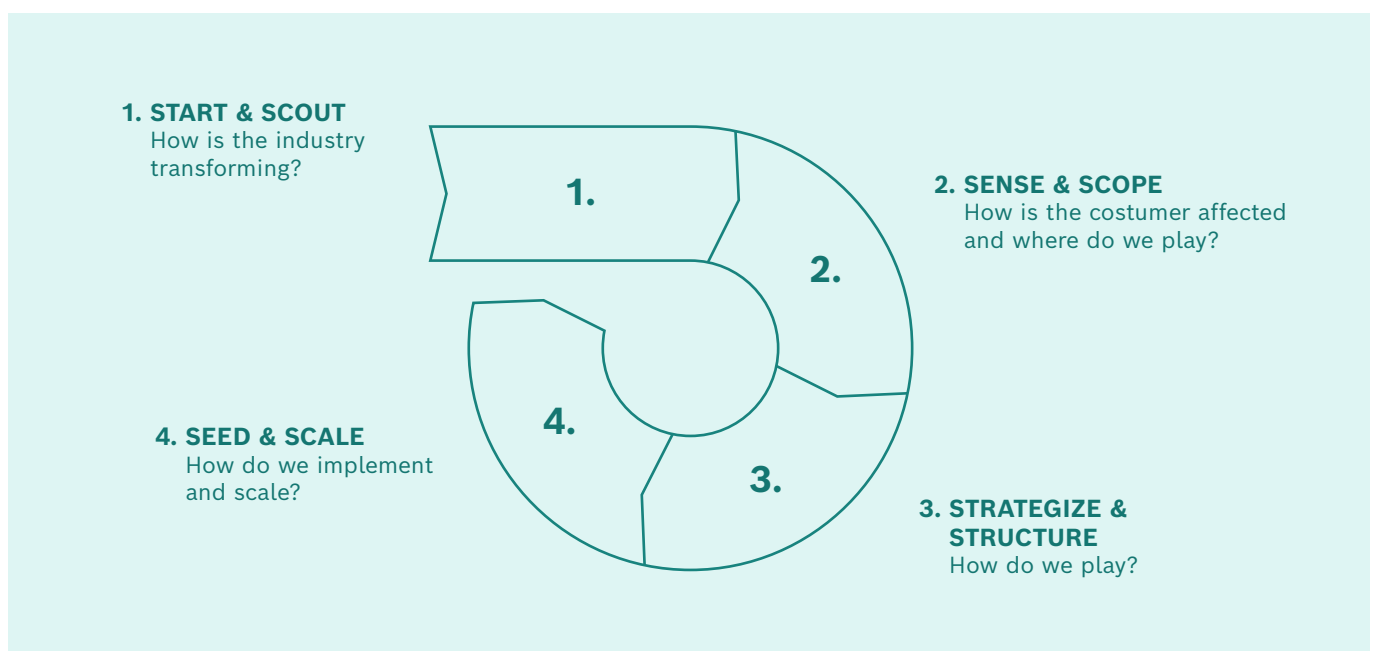 1. START & SCOUT
How is the industry
transforming?
1.
2. SENSE & SCOPE
How is the costumer affected
and where do we play?
2.
4.
4. SEED & SCALE
How do we implement
and scale?
3.
3. STRATEGIZE &
STRUCTURE
How do we play?